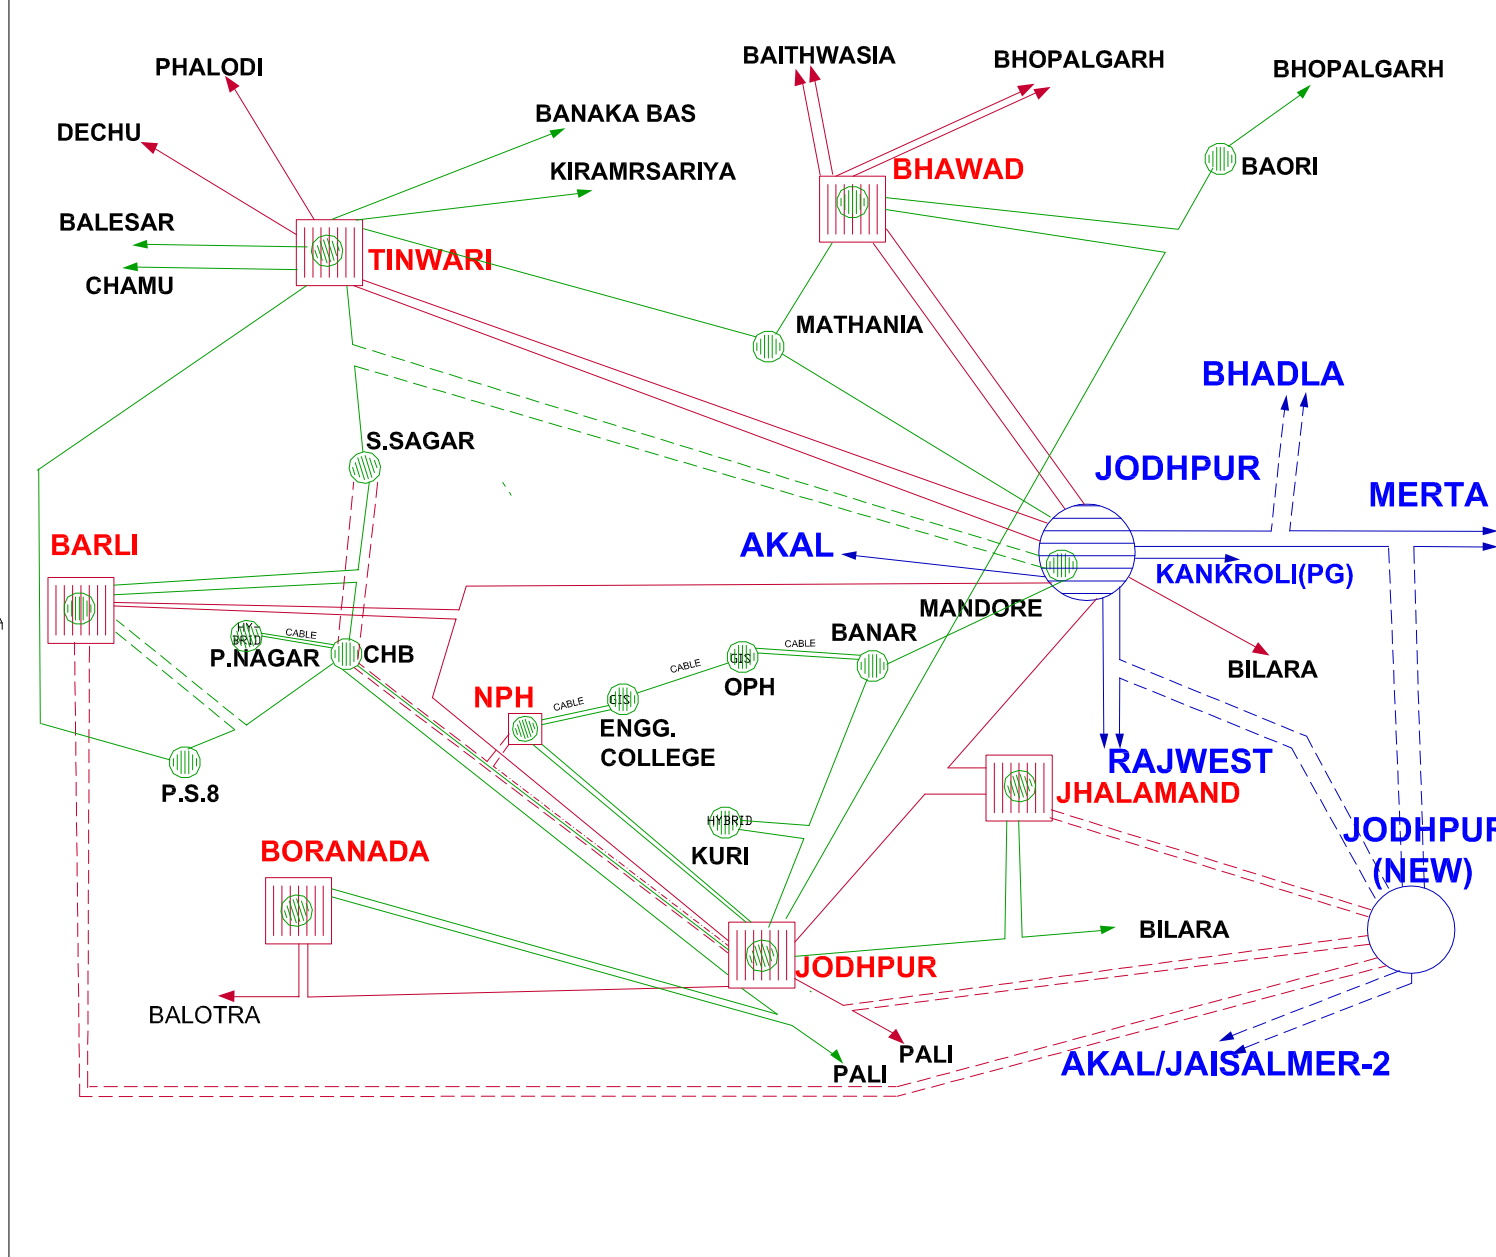 BAITHWASIA
BHOPALGARH
PHALODI
BHOPALGARH
BANAKA BAS
DECHU
KIRAMRSARIYA
BHAWAD
BAORI
BALESAR
TINWARI
CHAMU
MATHANIA
BHADLA
S.SAGAR
JODHPUR
MERTA
BARLI
AKAL
KANKROLI(PG)
MANDORE
HY-
BRID
CABLE
P.NAGAR
CHB
BANAR
CABLE
GIS
CABLE
OPH
BILARA
NPH
CABLE
GIS
ENGG.
COLLEGE
RAJWEST
P.S.8
JHALAMAND
HYBRID
KURI
JODHPUR
(NEW)
BORANADA
BILARA
JODHPUR
BALOTRA
PALI
PALI
AKAL/JAISALMER-2